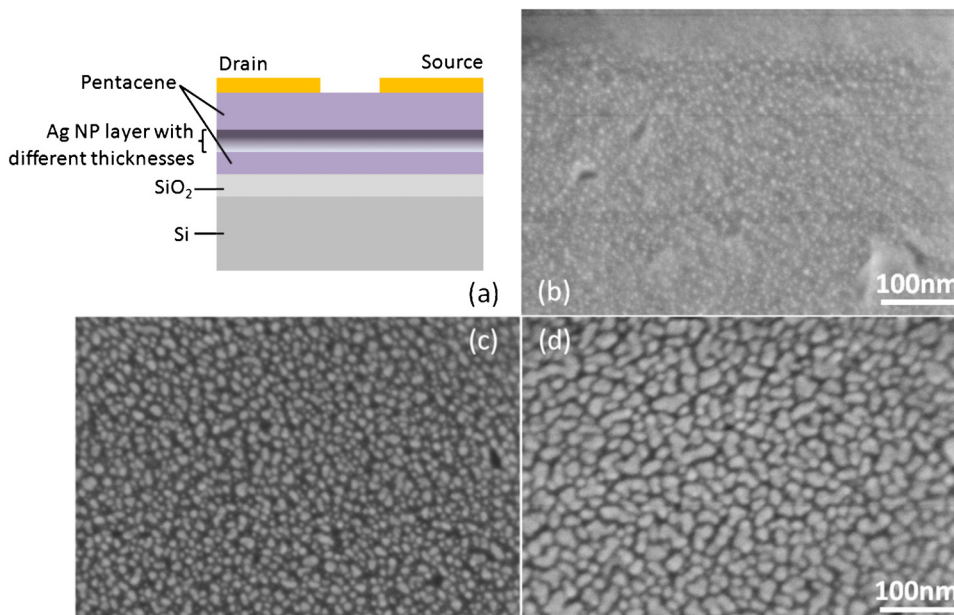 Drain
Source
Pentacene
Ag NP layer with
different thicknesses
SiO₂
Si
(a)
(b)
100nm
(c)
(d)
100nm